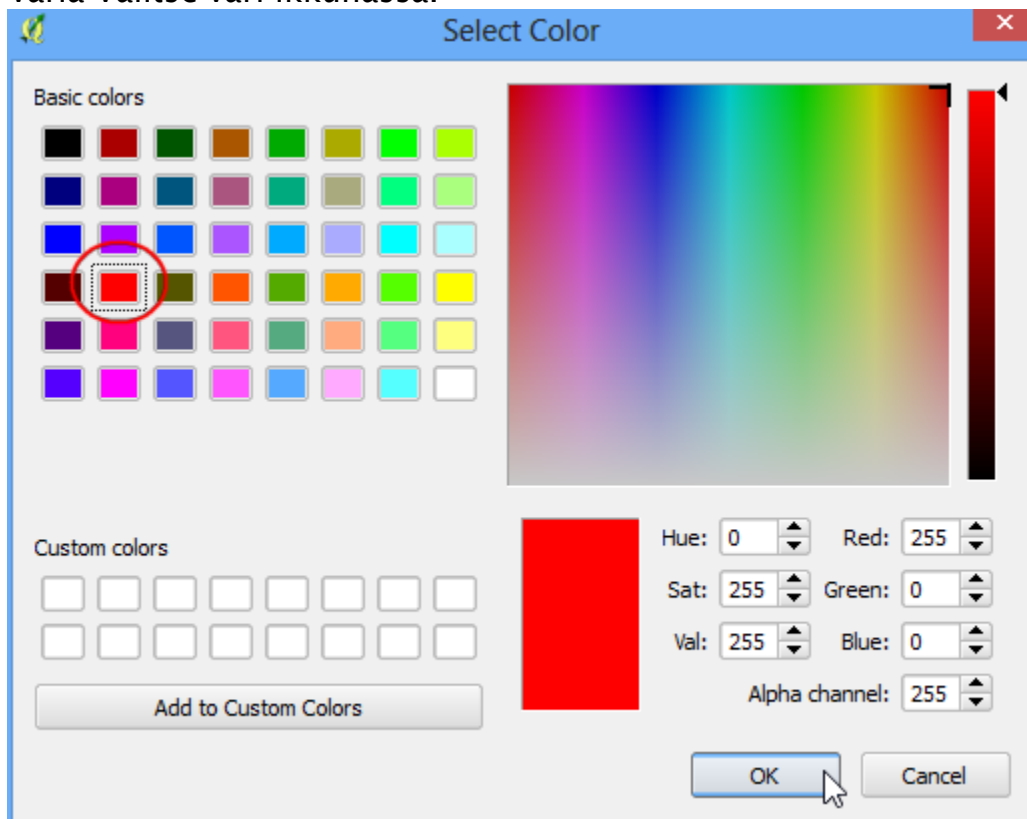 Select Color
Basic colors
Custom colors
Hue: 0 Red: 255
Sat: 255 Green: 0
Val: 255 Blue: 0
Alpha channel: 255
Add to Custom Colors
OK Cancel